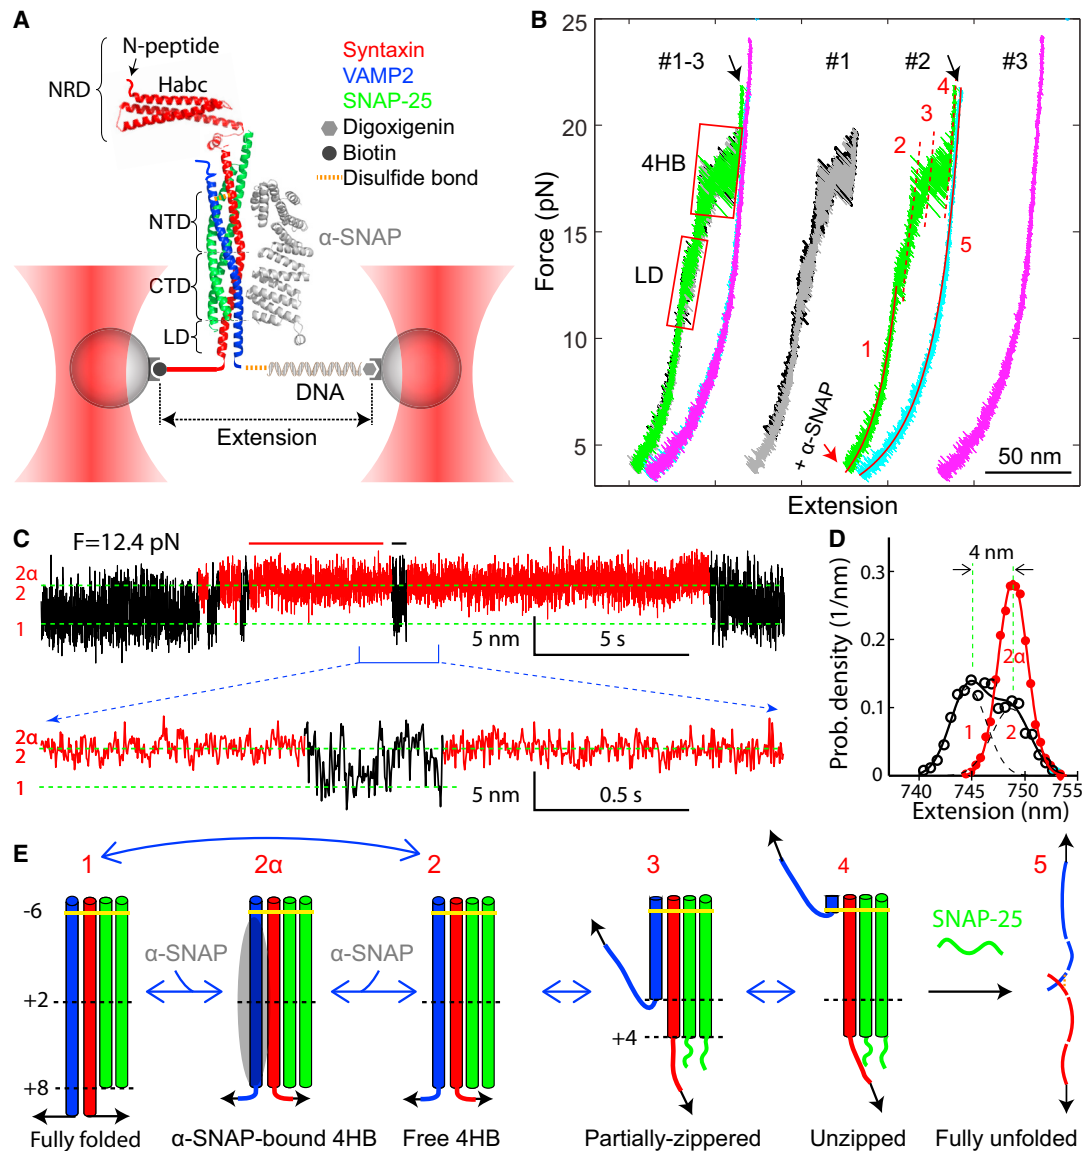 A
N-peptide
NRD
Habc
Syntaxin
VAMP2
SNAP-25
Digoxigenin
Biotin
Disulfide bond
NTD
α-SNAP
CTD
LD
DNA
Extension
B
25
20
15
10
5
Force (pN)
#1-3
#1
#2
#3
4HB
LD
+ α-SNAP
1
2
3
4
5
50 nm
Extension
C
F=12.4 pN
2α
2
1
5 nm
5 s
2α
2
1
5 nm
0.5 s
D
4 nm
0.3
0.2
0.1
0
Prob. density (1/nm)
2α
1
2
740
745
750
755
Extension (nm)
E
1
2α
2
3
4
5
-6
+2
+8
α-SNAP
α-SNAP
+4
SNAP-25
Fully folded
α-SNAP-bound 4HB
Free 4HB
Partially-zippered
Unzipped
Fully unfolded